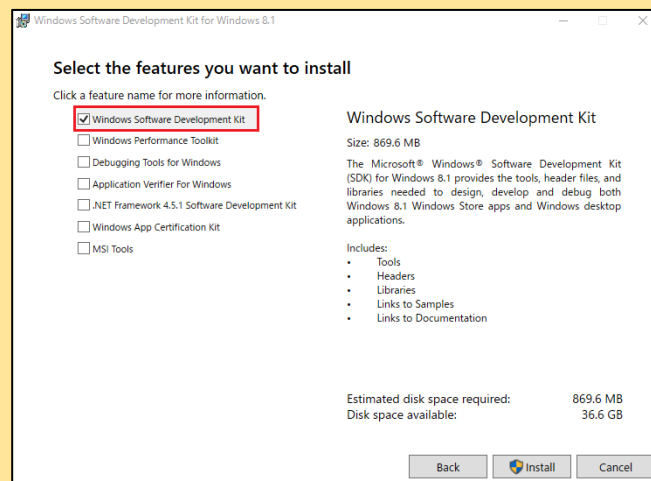 Windows Software Development Kit for Windows 8.1
Select the features you want to install
Click a feature name for more information.
Windows Software Development Kit
Windows Performance Toolkit
Debugging Tools for Windows
Application Verifier For Windows
.NET Framework 4.5.1 Software Development Kit
Windows App Certification Kit
MSI Tools
Windows Software Development Kit
Size: 869.6 MB
The Microsoft® Windows® Software Development Kit
(SDK) for Windows 8.1 provides the tools, header files, and
libraries needed to design, develop and debug both
Windows 8.1 Windows Store apps and Windows desktop
applications.
Includes:
• Tools
• Headers
• Libraries
• Links to Samples
• Links to Documentation
Estimated disk space required: 869.6 MB
Disk space available: 36.6 GB
Back Install Cancel